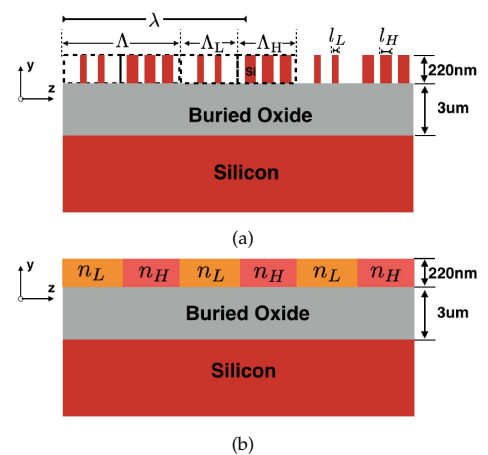 λ
Λ Λ_L Λ_H l_L l_H
y
z
Si
220nm
3um
Buried Oxide
Silicon
(a)
y
z
n_L n_H n_L n_H n_L n_H
220nm
3um
Buried Oxide
Silicon
(b)